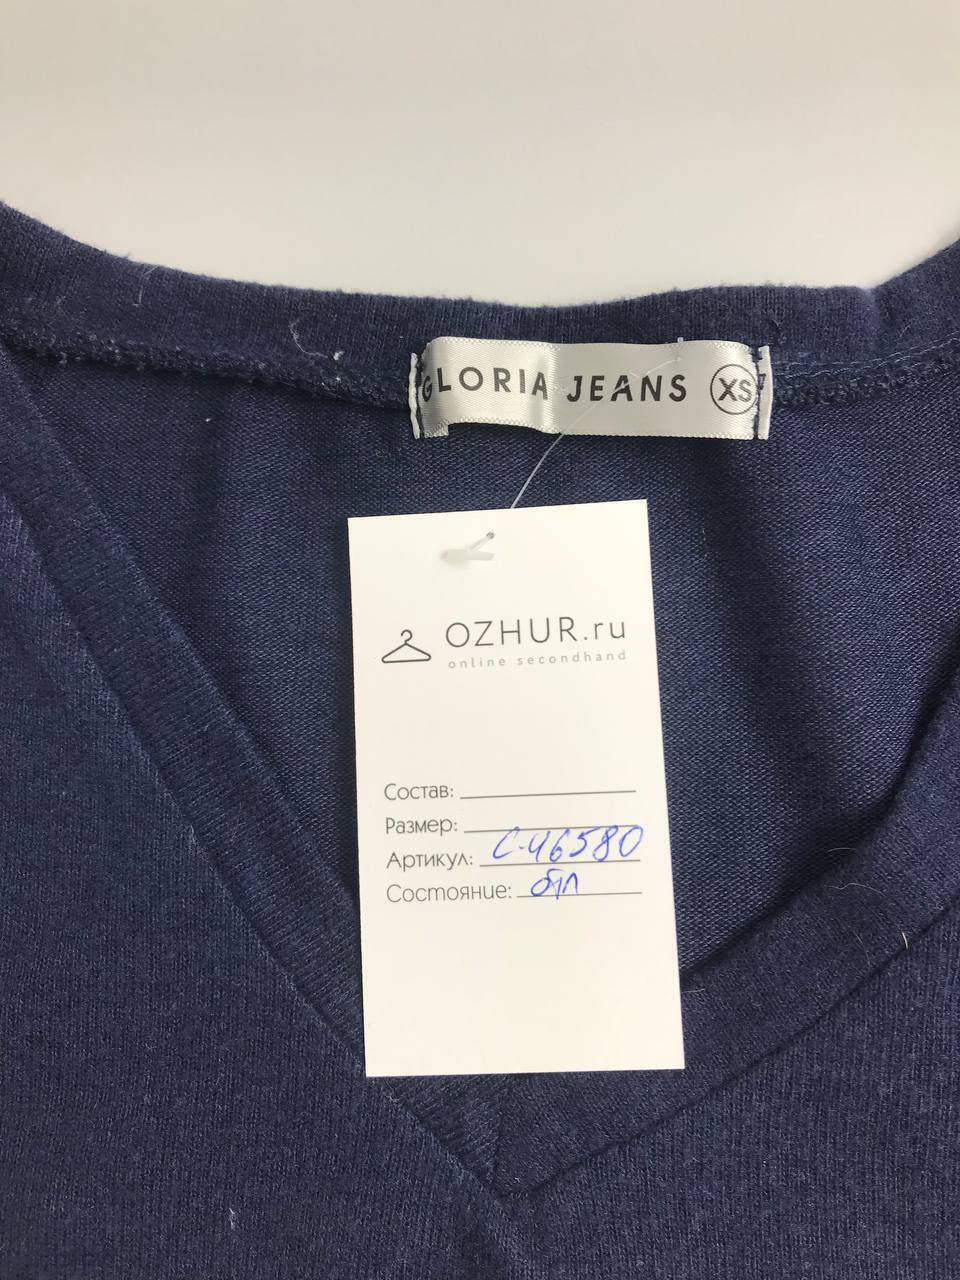 GLORIA JEANS XS
OZHUR.ru
online secondhand
Состав:
Размер:
Артикул: С-46580
Состояние: б/п